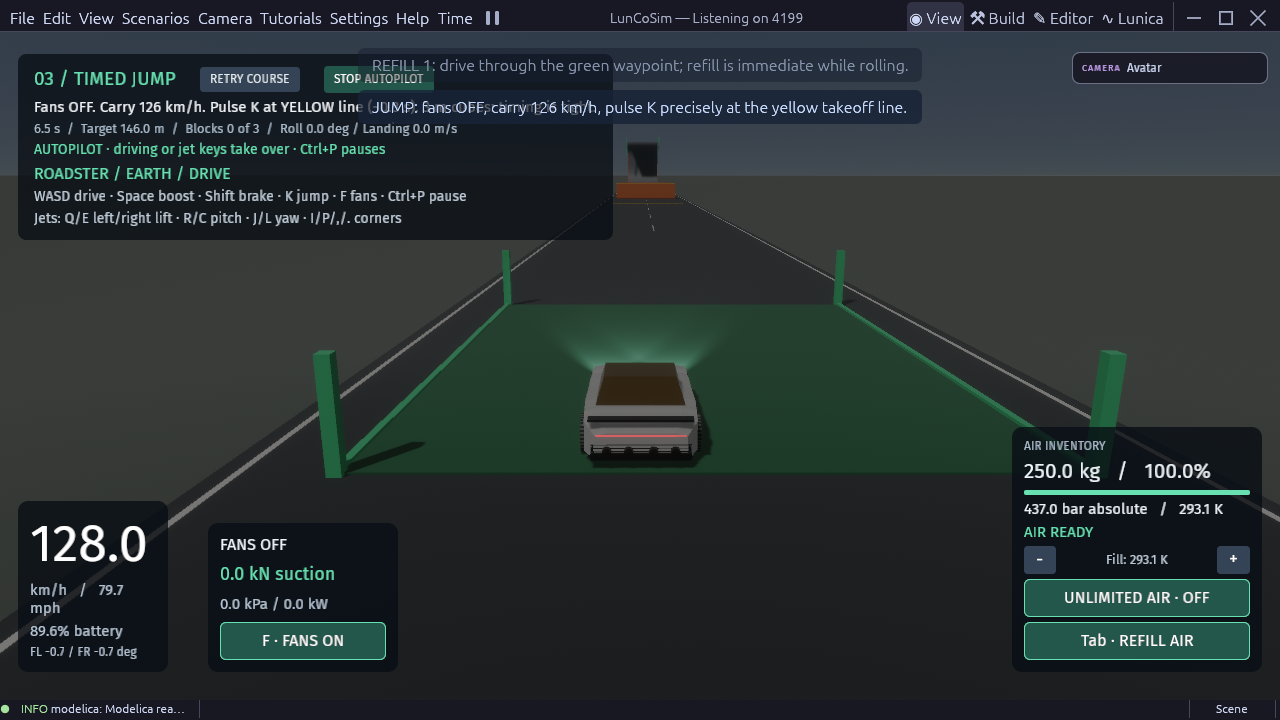 File Edit View Scenarios Camera Tutorials Settings Help Time
LunCoSim — Listening on 4199
View Build Editor Lunica
REFILL 1: drive through the green waypoint; refill is immediate while rolling.
JUMP: fans OFF, carry 126 km/h, pulse K precisely at the yellow takeoff line.
03 / TIMED JUMP
RETRY COURSE
STOP AUTOPILOT
Fans OFF. Carry 126 km/h. Pulse K at YELLOW line
6.5 s / Target 146.0 m / Blocks 0 of 3 / Roll 0.0 deg / Landing 0.0 m/s
AUTOPILOT · driving or jet keys take over · Ctrl+P pauses
ROADSTER / EARTH / DRIVE
WASD drive · Space boost · Shift brake · K jump · F fans · Ctrl+P pause
Jets: Q/E left/right lift · R/C pitch · J/L yaw · I/P/,/. corners
CAMERA Avatar
128.0
km/h / 79.7
mph
89.6% battery
FL -0.7 / FR -0.7 deg
FANS OFF
0.0 kN suction
0.0 kPa / 0.0 kW
F · FANS ON
AIR INVENTORY
250.0 kg / 100.0%
437.0 bar absolute / 293.1 K
AIR READY
- Fill: 293.1 K +
UNLIMITED AIR · OFF
Tab · REFILL AIR
INFO modelica: Modelica rea…
Scene